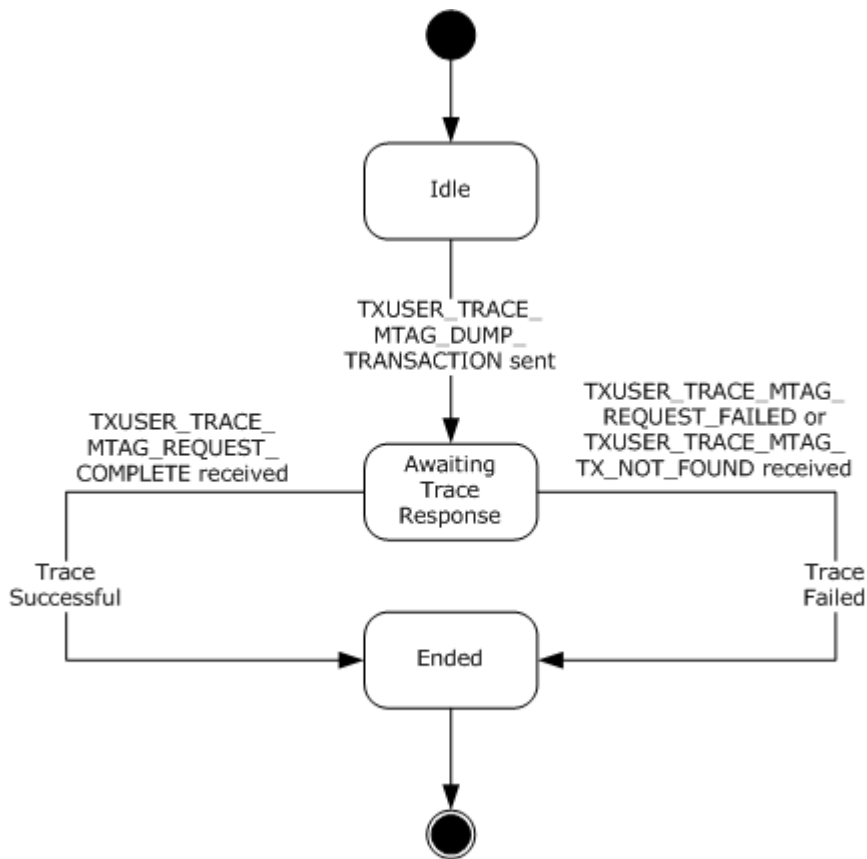 Idle
TXUSER_TRACE_
MTAG_DUMP_
TRANSACTION sent
TXUSER_TRACE_
MTAG_REQUEST_
COMPLETE received
TXUSER_TRACE_MTAG_
REQUEST_FAILED or
TXUSER_TRACE_MTAG_
TX_NOT_FOUND received
Awaiting
Trace
Response
Trace
Successful
Trace
Failed
Ended